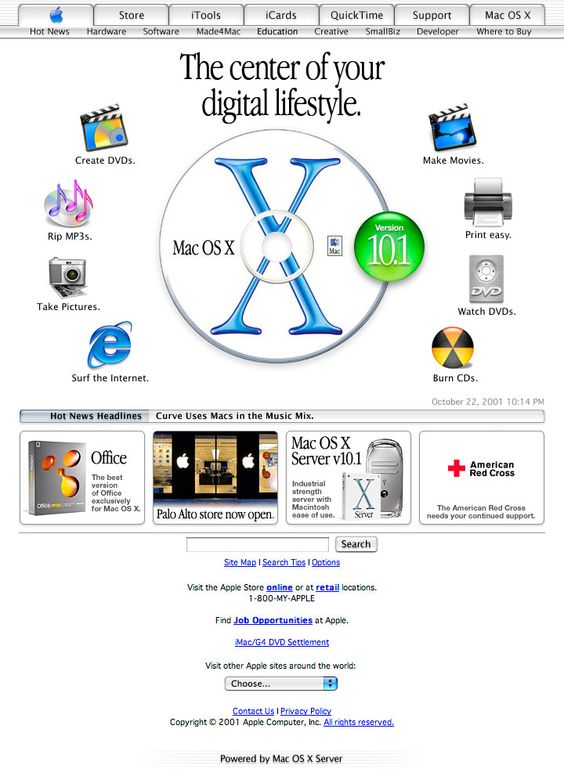 Store
iTools
iCards
QuickTime
Support
Mac OS X
Hot News
Hardware
Software
Made4Mac
Education
Creative
SmallBiz
Developer
Where to Buy
The center of your
digital lifestyle.
Create DVDs.
Make Movies.
Rip MP3s.
Print easy.
Take Pictures.
DVD
Watch DVDs.
Surf the Internet.
Burn CDs.
X
Mac OS X
Mac
Version
10.1
October 22, 2001 10:14 PM
Hot News Headlines
Curve Uses Macs in the Music Mix.
Office:mac
Office
The best
version
of Office
exclusively
for Mac OS X.
Palo Alto store now open.
Mac OS X
Server v10.1
Industrial
strength
server with
Macintosh
ease of use.
X
Server
American
Red Cross
The American Red Cross
needs your continued support.
Search
Site Map | Search Tips | Options
Visit the Apple Store online or at retail locations.
1-800-MY-APPLE
Find Job Opportunities at Apple.
iMac/G4 DVD Settlement
Visit other Apple sites around the world:
Choose...
Contact Us | Privacy Policy
Copyright © 2001 Apple Computer, Inc. All rights reserved.
Powered by Mac OS X Server